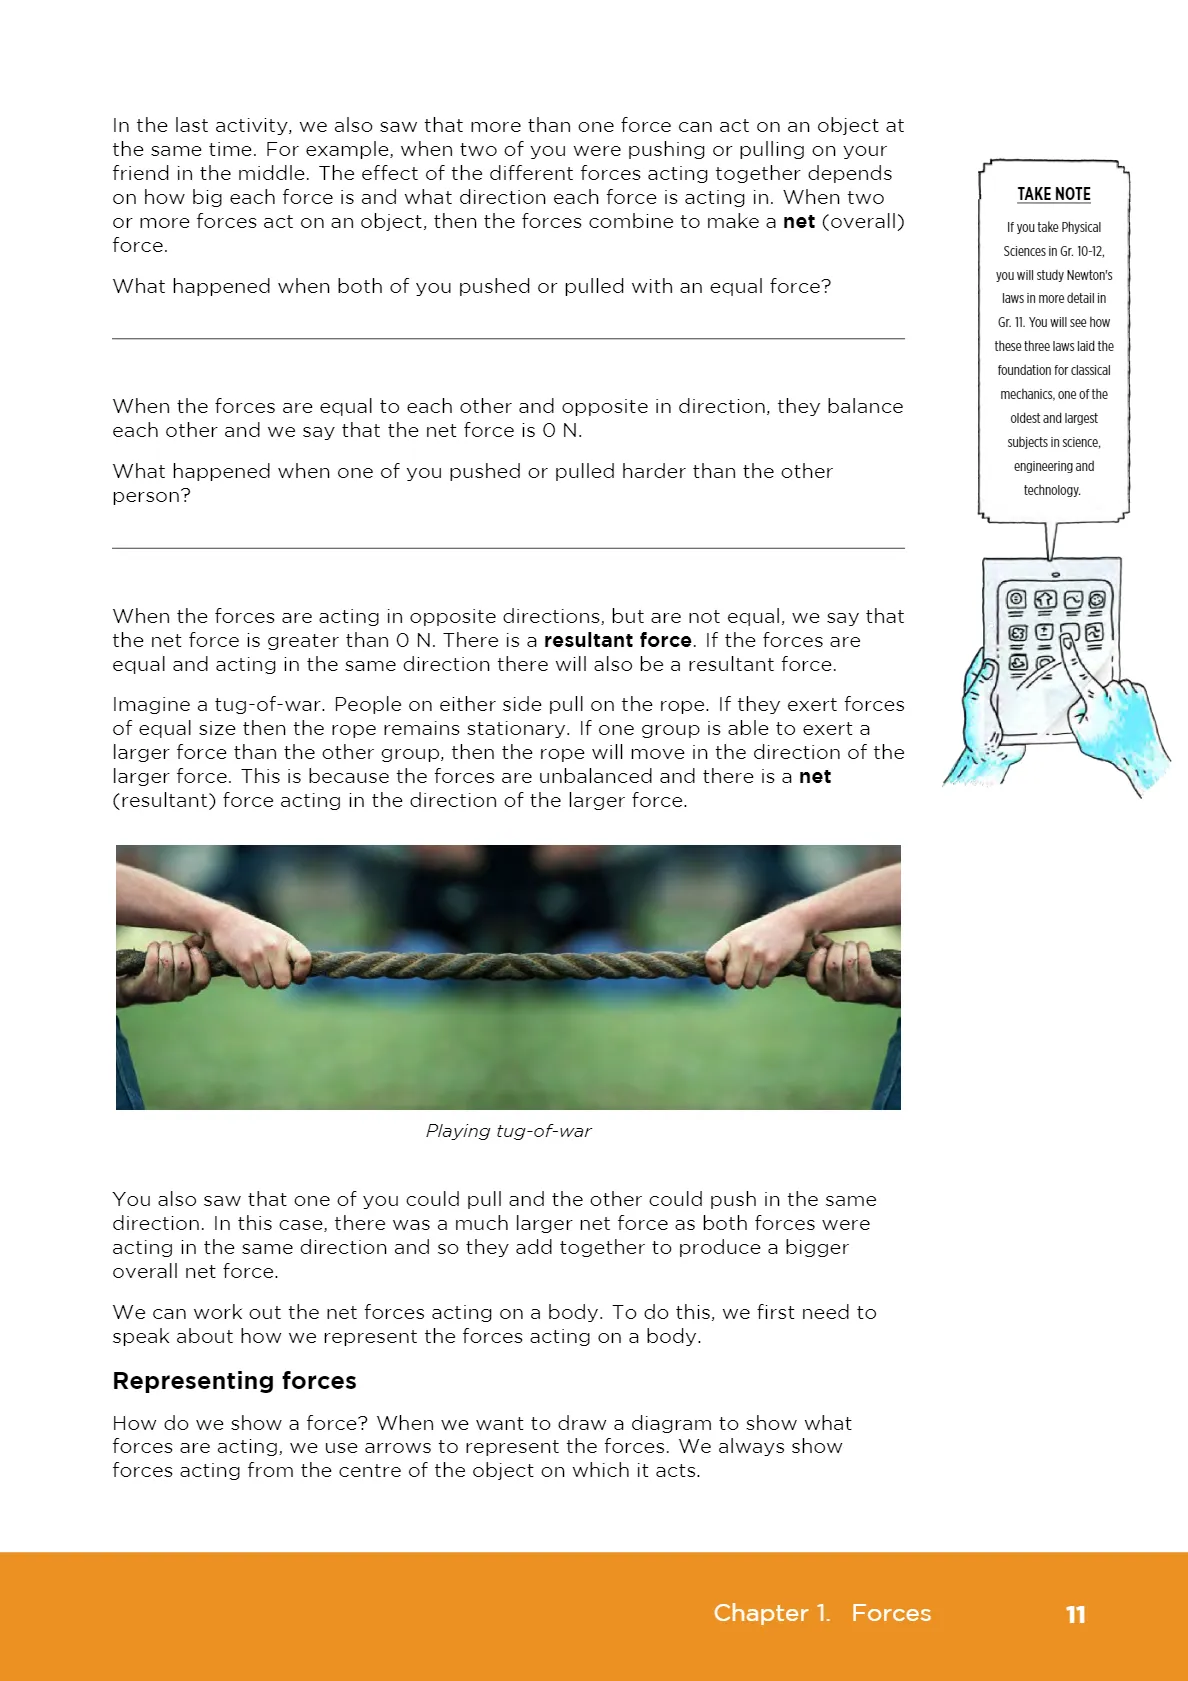 In the last activity, we also saw that more than one force can act on an object at
the same time. For example, when two of you were pushing or pulling on your
friend in the middle. The effect of the different forces acting together depends
on how big each force is and what direction each force is acting in. When two
or more forces act on an object, then the forces combine to make a net (overall)
force.
What happened when both of you pushed or pulled with an equal force?
When the forces are equal to each other and opposite in direction, they balance
each other and we say that the net force is 0 N.
What happened when one of you pushed or pulled harder than the other
person?
When the forces are acting in opposite directions, but are not equal, we say that
the net force is greater than 0 N. There is a resultant force. If the forces are
equal and acting in the same direction there will also be a resultant force.
Imagine a tug-of-war. People on either side pull on the rope. If they exert forces
of equal size then the rope remains stationary. If one group is able to exert a
larger force than the other group, then the rope will move in the direction of the
larger force. This is because the forces are unbalanced and there is a net
(resultant) force acting in the direction of the larger force.
Playing tug-of-war
You also saw that one of you could pull and the other could push in the same
direction. In this case, there was a much larger net force as both forces were
acting in the same direction and so they add together to produce a bigger
overall net force.
We can work out the net forces acting on a body. To do this, we first need to
speak about how we represent the forces acting on a body.
Representing forces
How do we show a force? When we want to draw a diagram to show what
forces are acting, we use arrows to represent the forces. We always show
forces acting from the centre of the object on which it acts.
TAKE NOTE
If you take Physical
Sciences in Gr. 10-12,
you will study Newton's
laws in more detail in
Gr. 11. You will see how
these three laws laid the
foundation for classical
mechanics, one of the
oldest and largest
subjects in science,
engineering and
technology.
Chapter 1. Forces
11